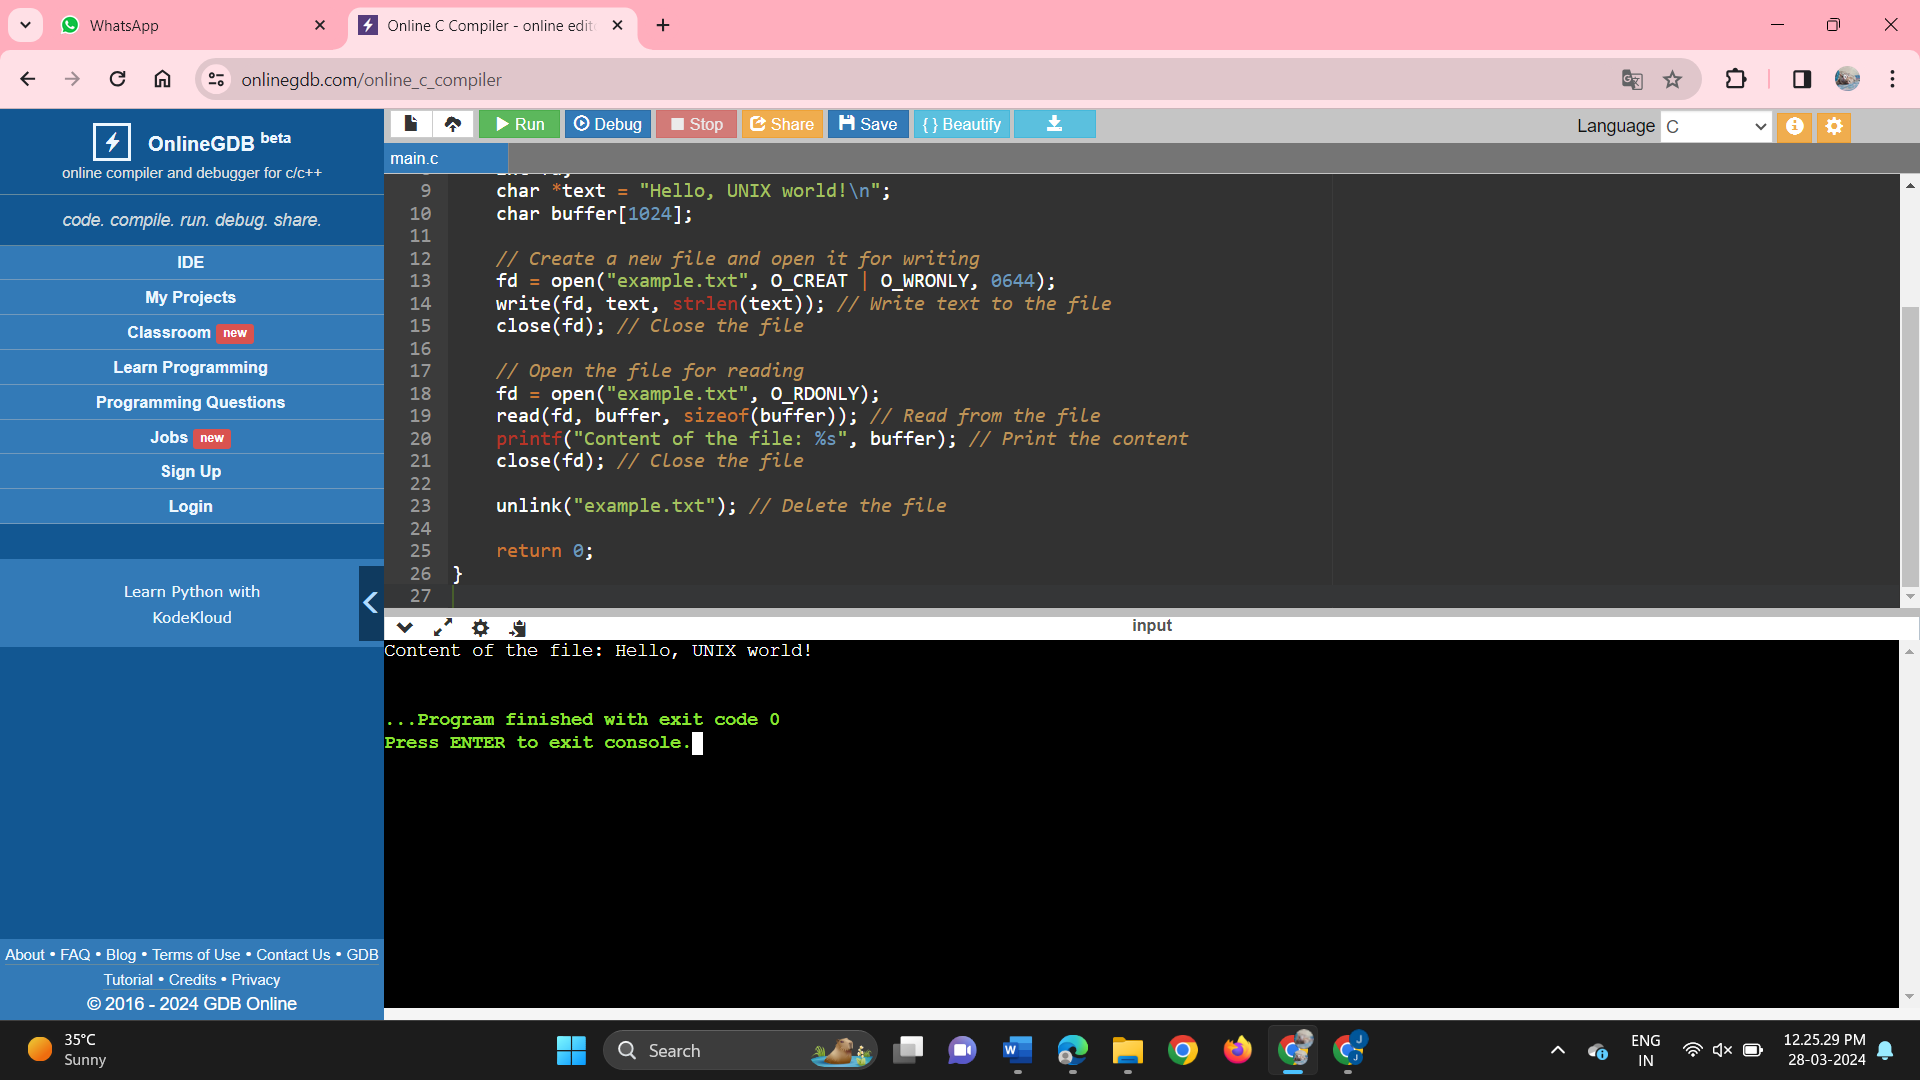 WhatsApp
Online C Compiler - online edit
onlinegdb.com/online_c_compiler
OnlineGDB beta
online compiler and debugger for c/c++
code. compile. run. debug. share.
IDE
My Projects
Classroom new
Learn Programming
Programming Questions
Jobs new
Sign Up
Login
Learn Python with
KodeKloud
About • FAQ • Blog • Terms of Use • Contact Us • GDB
Tutorial • Credits • Privacy
© 2016 - 2024 GDB Online
Run Debug Stop Share Save { } Beautify
Language C
main.c
9 char *text = "Hello, UNIX world!\n";
10 char buffer[1024];
11
12 // Create a new file and open it for writing
13 fd = open("example.txt", O_CREAT | O_WRONLY, 0644);
14 write(fd, text, strlen(text)); // Write text to the file
15 close(fd); // Close the file
16
17 // Open the file for reading
18 fd = open("example.txt", O_RDONLY);
19 read(fd, buffer, sizeof(buffer)); // Read from the file
20 printf("Content of the file: %s", buffer); // Print the content
21 close(fd); // Close the file
22
23 unlink("example.txt"); // Delete the file
24
25 return 0;
26 }
27
input
Content of the file: Hello, UNIX world!
...Program finished with exit code 0
Press ENTER to exit console.
35°C
Sunny
Search
ENG
IN
12.25.29 PM
28-03-2024